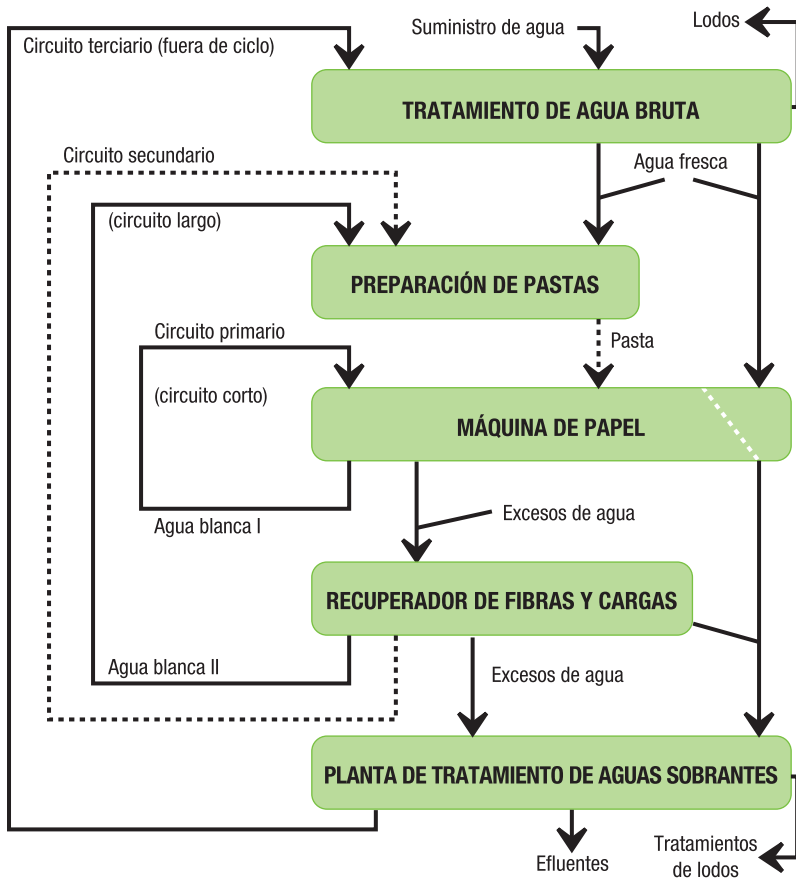 Suministro de agua
Lodos
Circuito terciario (fuera de ciclo)
TRATAMIENTO DE AGUA BRUTA
Circuito secundario
Agua fresca
(circuito largo)
PREPARACIÓN DE PASTAS
Circuito primario
Pasta
(circuito corto)
MÁQUINA DE PAPEL
Agua blanca I
Excesos de agua
RECUPERADOR DE FIBRAS Y CARGAS
Agua blanca II
Excesos de agua
PLANTA DE TRATAMIENTO DE AGUAS SOBRANTES
Efluentes
Tratamientos
de lodos